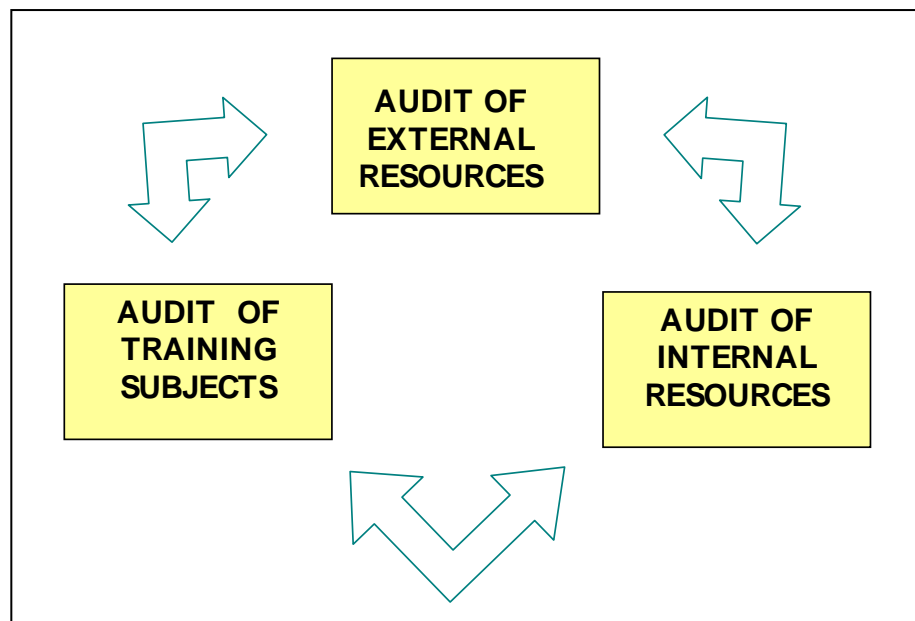 AUDIT OF
EXTERNAL
RESOURCES
AUDIT OF
TRAINING
SUBJECTS
AUDIT OF
INTERNAL
RESOURCES